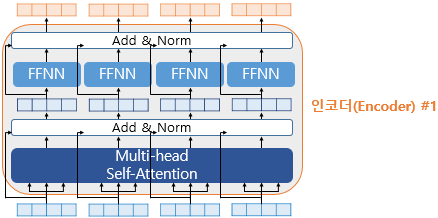 Add & Norm
FFNN FFNN FFNN FFNN
인코더(Encoder) #1
Add & Norm
Multi-head
Self-Attention